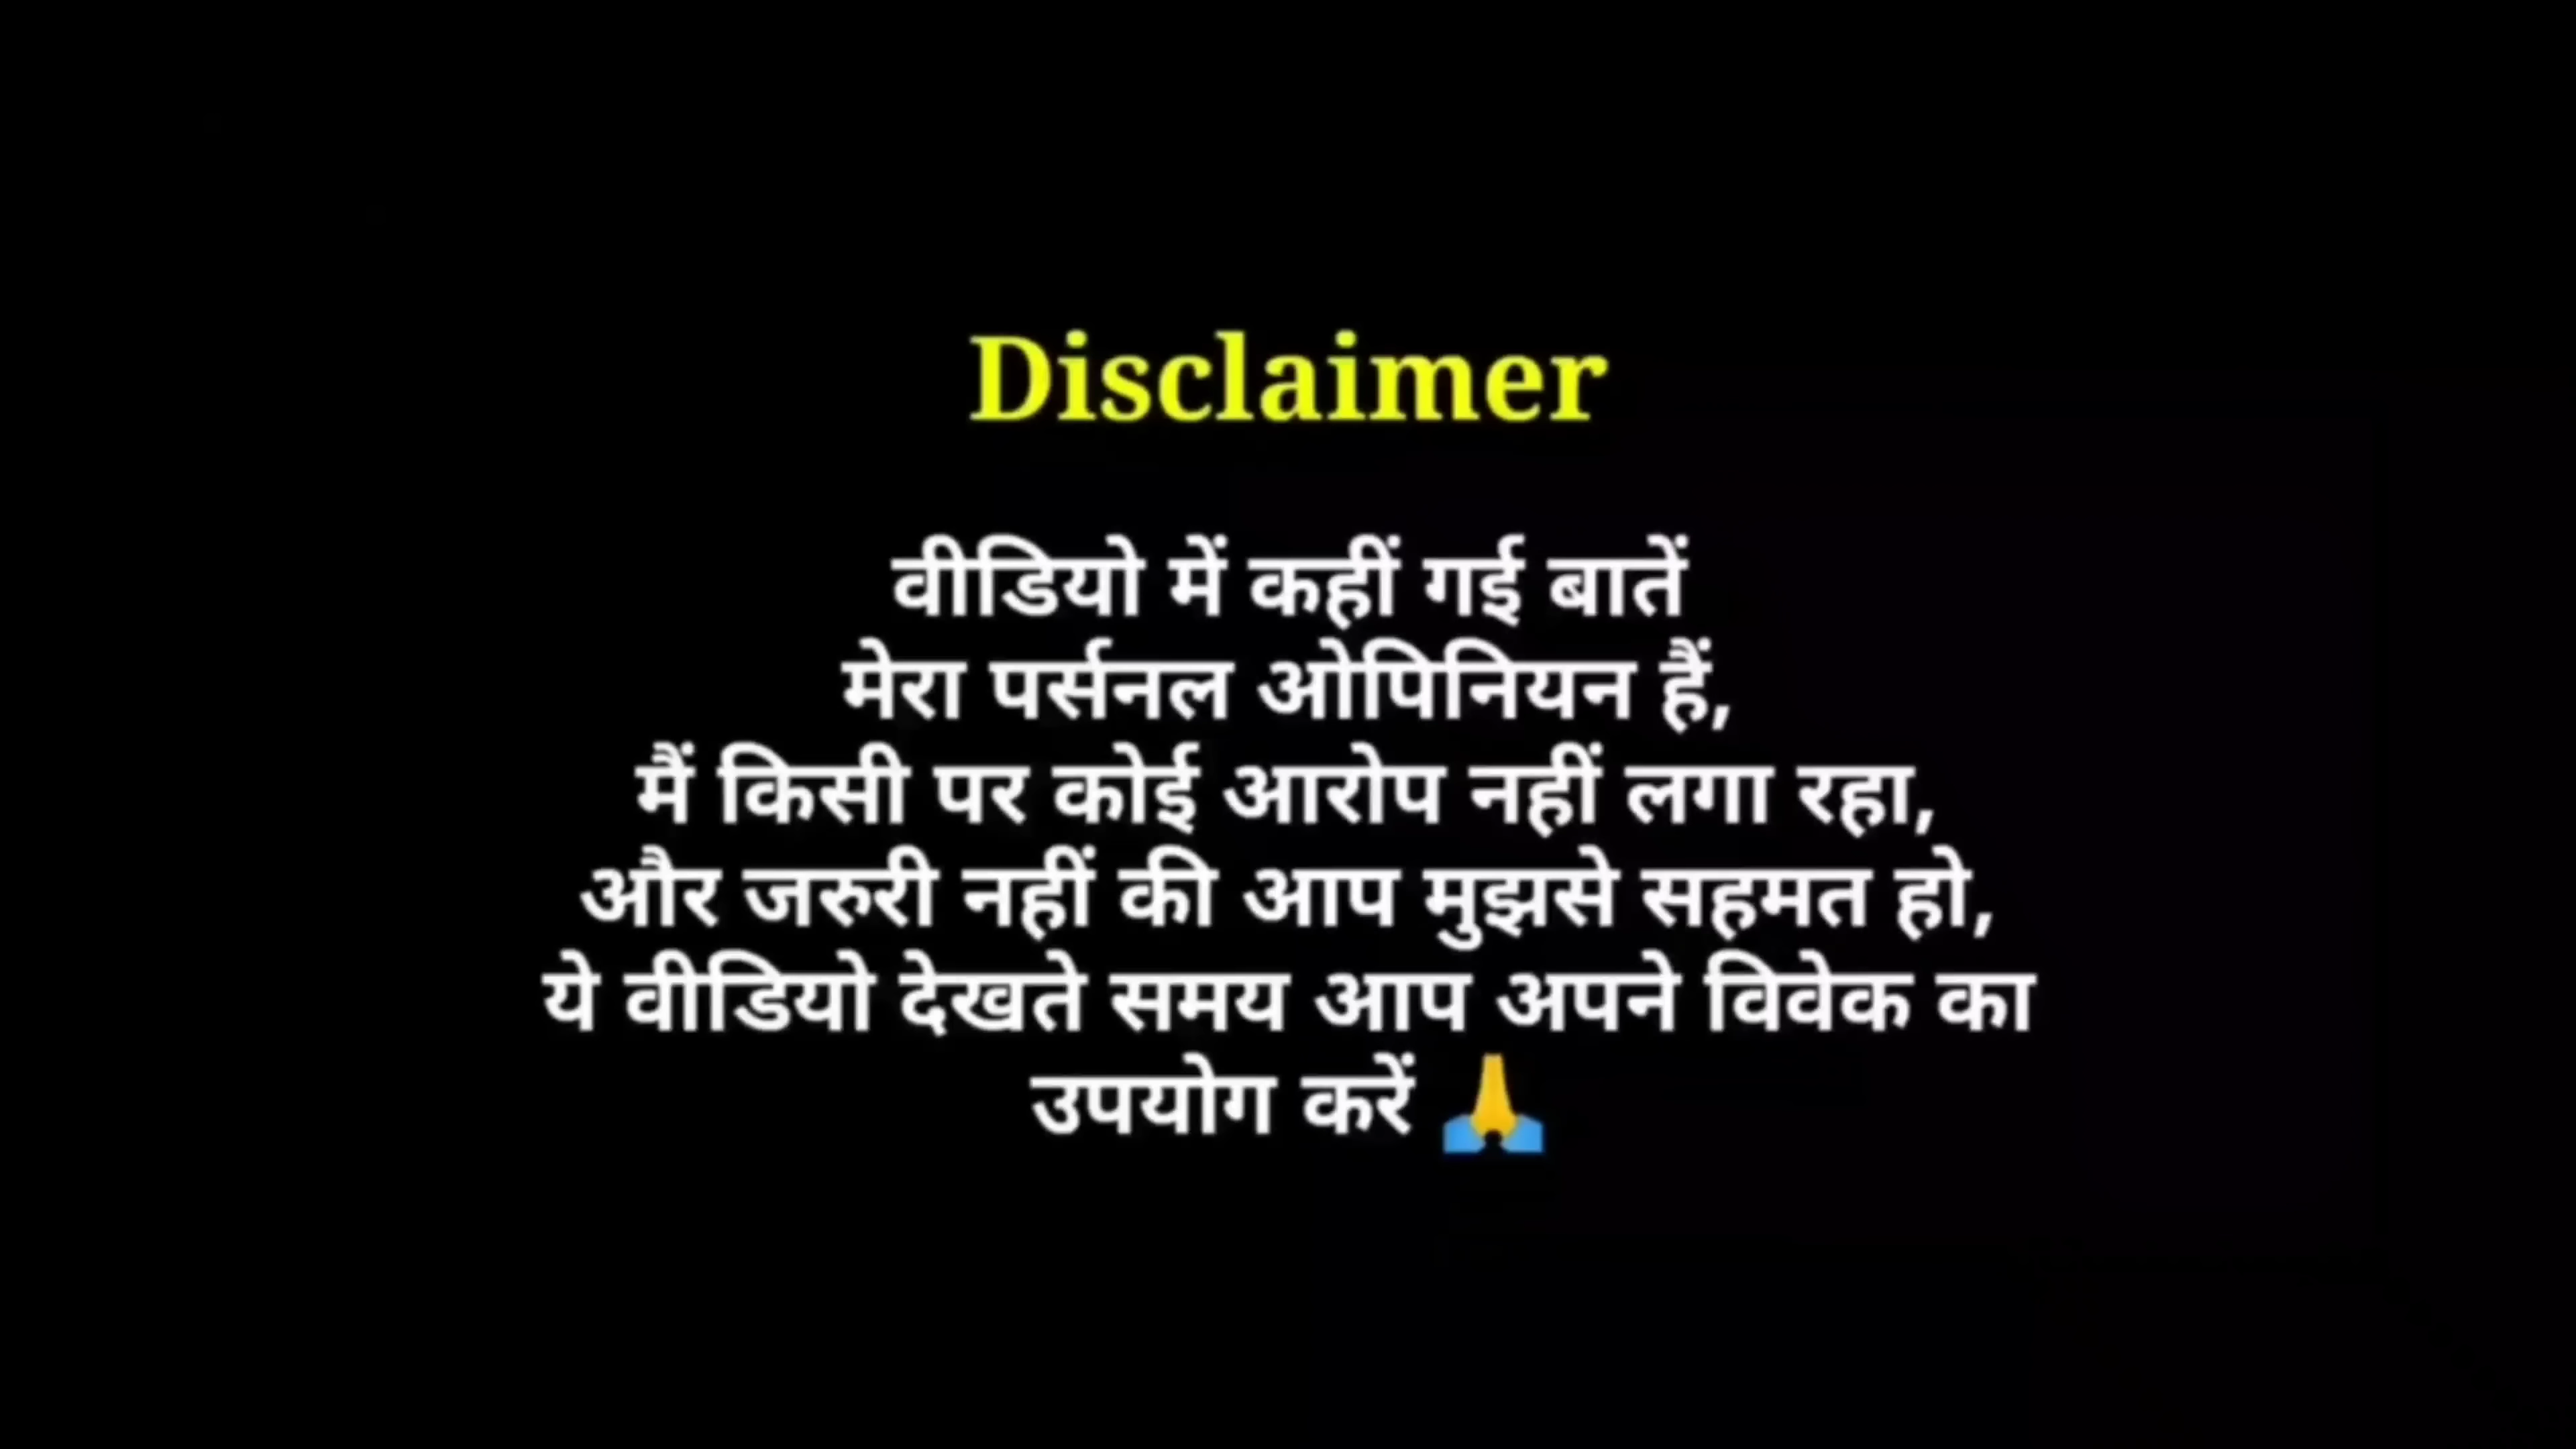 Disclaimer
वीडियो में कहीं गई बातें
मेरा पर्सनल ओपिनियन हैं,
मैं किसी पर कोई आरोप नहीं लगा रहा,
और जरुरी नहीं की आप मुझसे सहमत हो,
ये वीडियो देखते समय आप अपने विवेक का
उपयोग करें 🙏